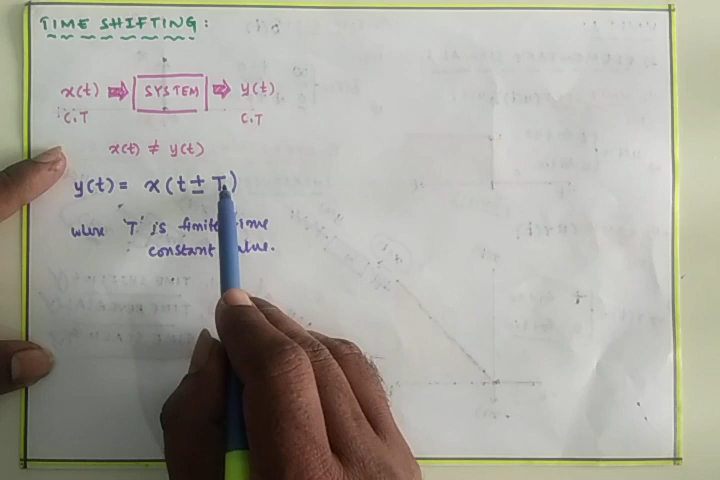 TIME SHIFTING:
x(t) ⇒ SYSTEM ⇒ y(t)
C.T C.T
x(t) ≠ y(t)
y(t) = x(t ± T)
where 'T' is finite time
constant value.